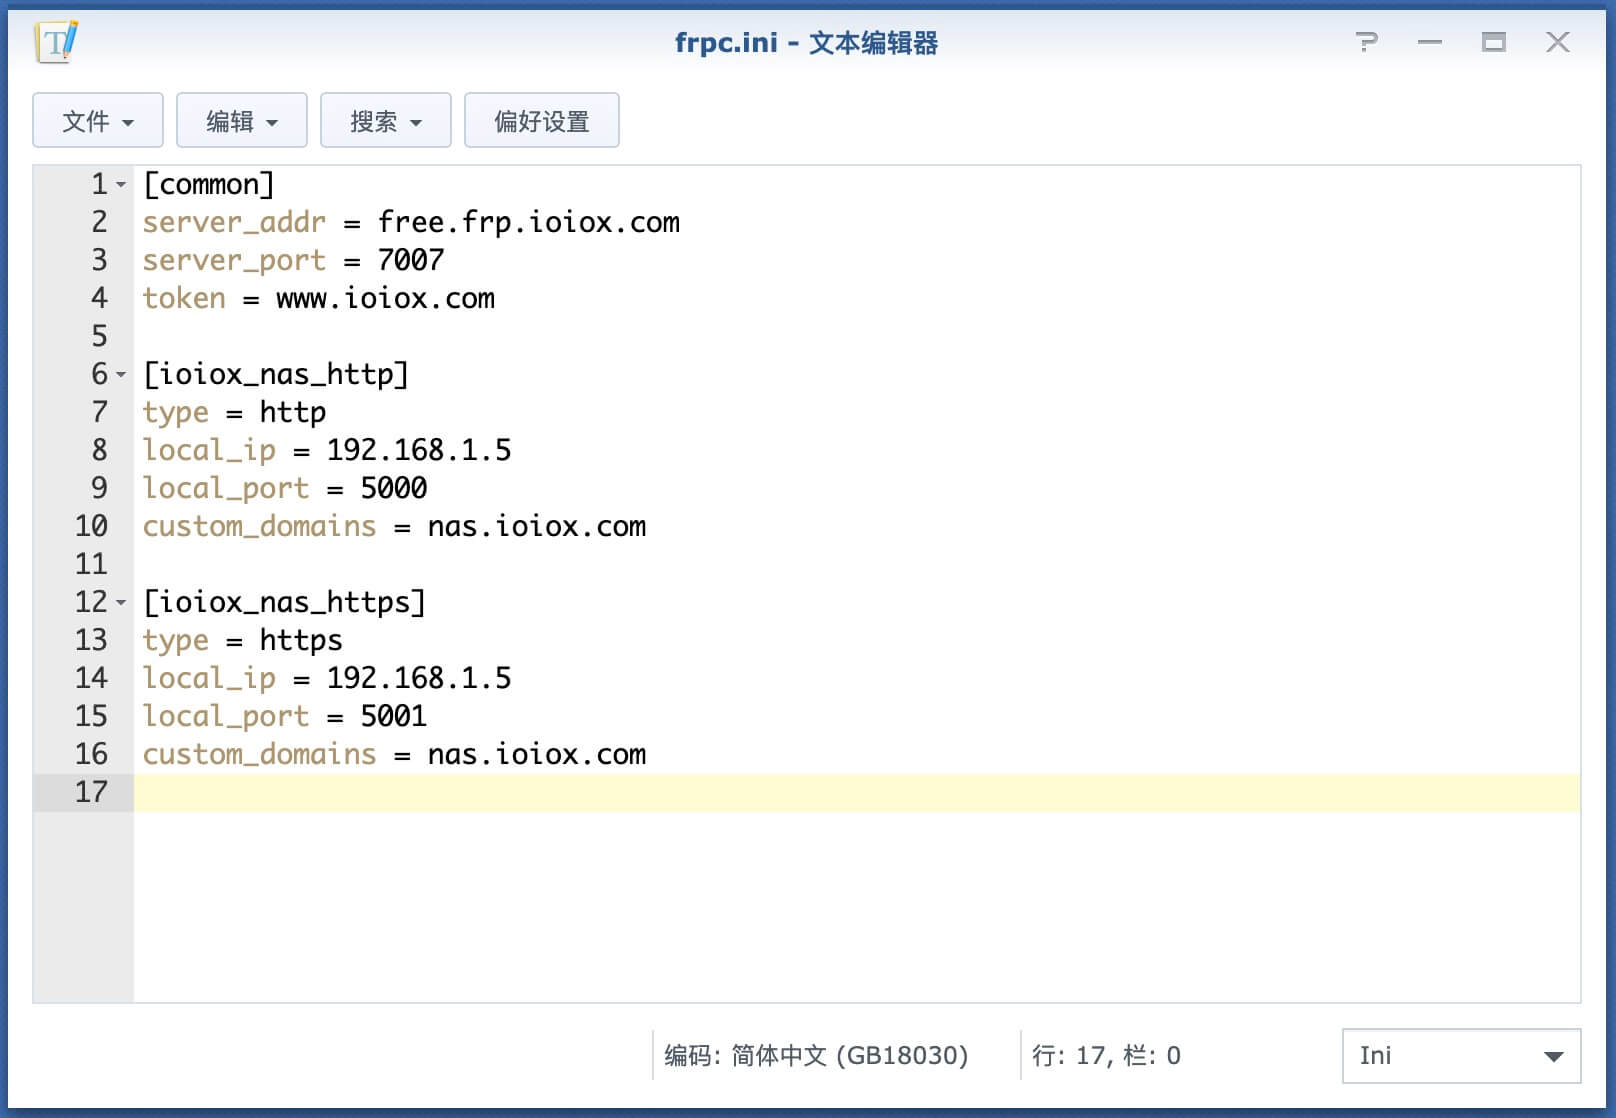 frpc.ini - 文本编辑器
文件 编辑 搜索 偏好设置
1 [common]
2 server_addr = free.frp.ioiox.com
3 server_port = 7007
4 token = www.ioiox.com
5
6 [ioiox_nas_http]
7 type = http
8 local_ip = 192.168.1.5
9 local_port = 5000
10 custom_domains = nas.ioiox.com
11
12 [ioiox_nas_https]
13 type = https
14 local_ip = 192.168.1.5
15 local_port = 5001
16 custom_domains = nas.ioiox.com
17
编码: 简体中文 (GB18030) 行: 17, 栏: 0 Ini